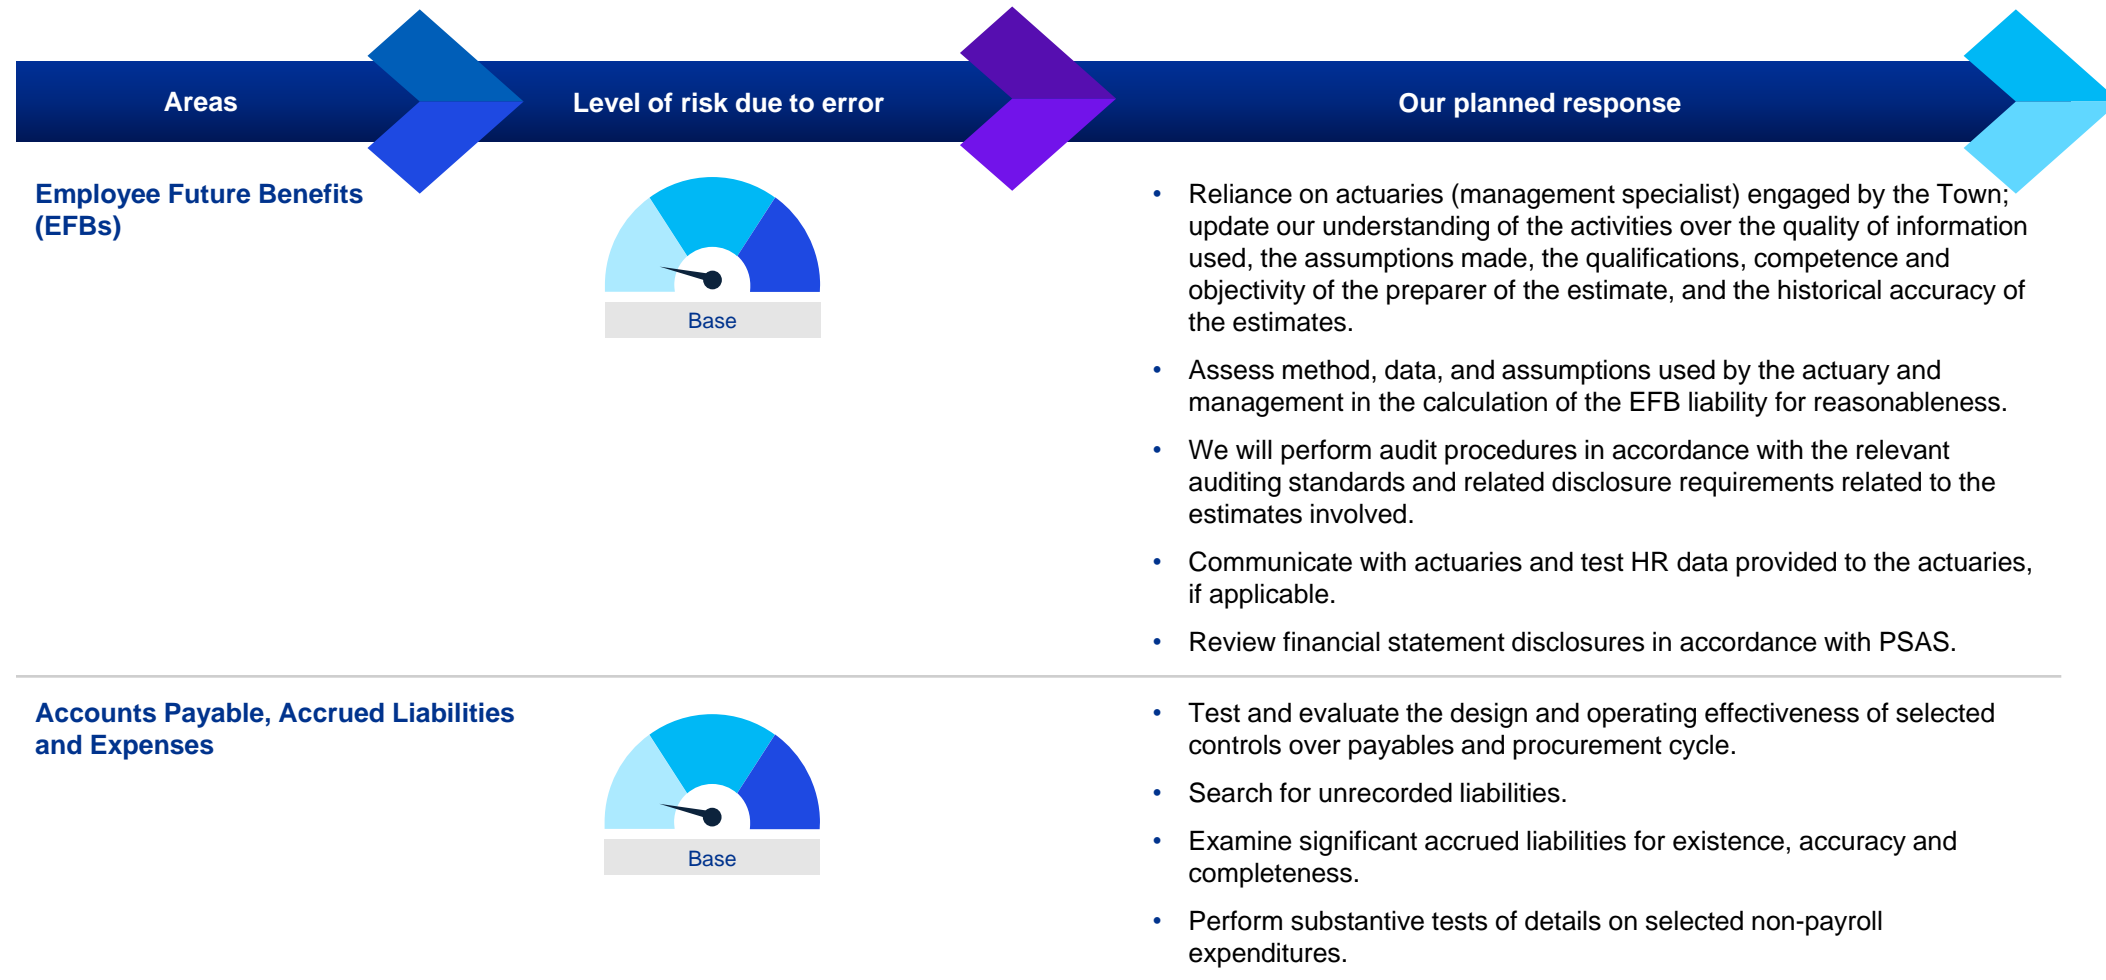 Areas
Level of risk due to error
Our planned response
Employee Future Benefits
(EFBs)
Base
• Reliance on actuaries (management specialist) engaged by the Town;
update our understanding of the activities over the quality of information
used, the assumptions made, the qualifications, competence and
objectivity of the preparer of the estimate, and the historical accuracy of
the estimates.
• Assess method, data, and assumptions used by the actuary and
management in the calculation of the EFB liability for reasonableness.
• We will perform audit procedures in accordance with the relevant
auditing standards and related disclosure requirements related to the
estimates involved.
• Communicate with actuaries and test HR data provided to the actuaries,
if applicable.
• Review financial statement disclosures in accordance with PSAS.
Accounts Payable, Accrued Liabilities
and Expenses
Base
• Test and evaluate the design and operating effectiveness of selected
controls over payables and procurement cycle.
• Search for unrecorded liabilities.
• Examine significant accrued liabilities for existence, accuracy and
completeness.
• Perform substantive tests of details on selected non-payroll
expenditures.